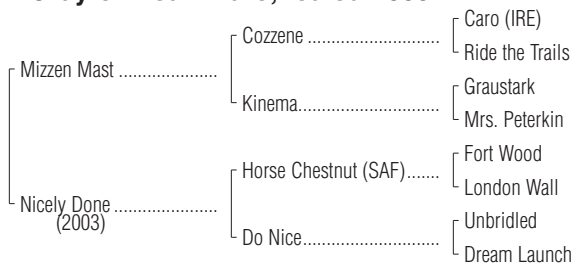 Caro (IRE)
Cozzene ........................................
Ride the Trails
Mizzen Mast .....................
Graustark
Kinema........................................
Mrs. Peterkin
Fort Wood
Horse Chestnut (SAF).......
London Wall
Nicely Done ......................
(2003)
Unbridled
Do Nice........................................
Dream Launch